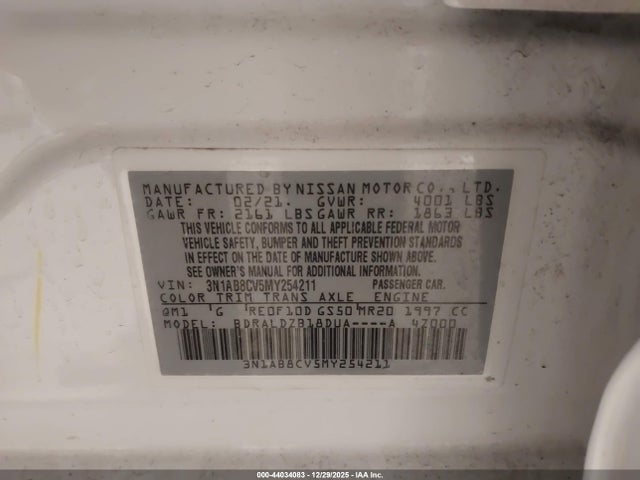 MANUFACTURED BY NISSAN MOTOR CO., LTD.
DATE: 02/21. GVWR: 4001 LBS
GAWR FR: 2161 LBS GAWR RR: 1863 LBS
THIS VEHICLE CONFORMS TO ALL APPLICABLE FEDERAL MOTOR
VEHICLE SAFETY, BUMPER AND THEFT PREVENTION STANDARDS
IN EFFECT ON THE DATE OF MANUFACTURE SHOWN ABOVE.
SEE OWNER'S MANUAL FOR ADDITIONAL INFORMATION.
VIN: 3N1AB8CV5MY254211 PASSENGER CAR.
COLOR TRIM TRANS AXLE ENGINE
QM1 G RE0F10D GS50 MR20 1997 CC
MODEL: BDRALDZB18DUA----A 4Z000
3N1AB8CV5MY254211
000-44034083 | 12/29/2025 - IAA Inc.